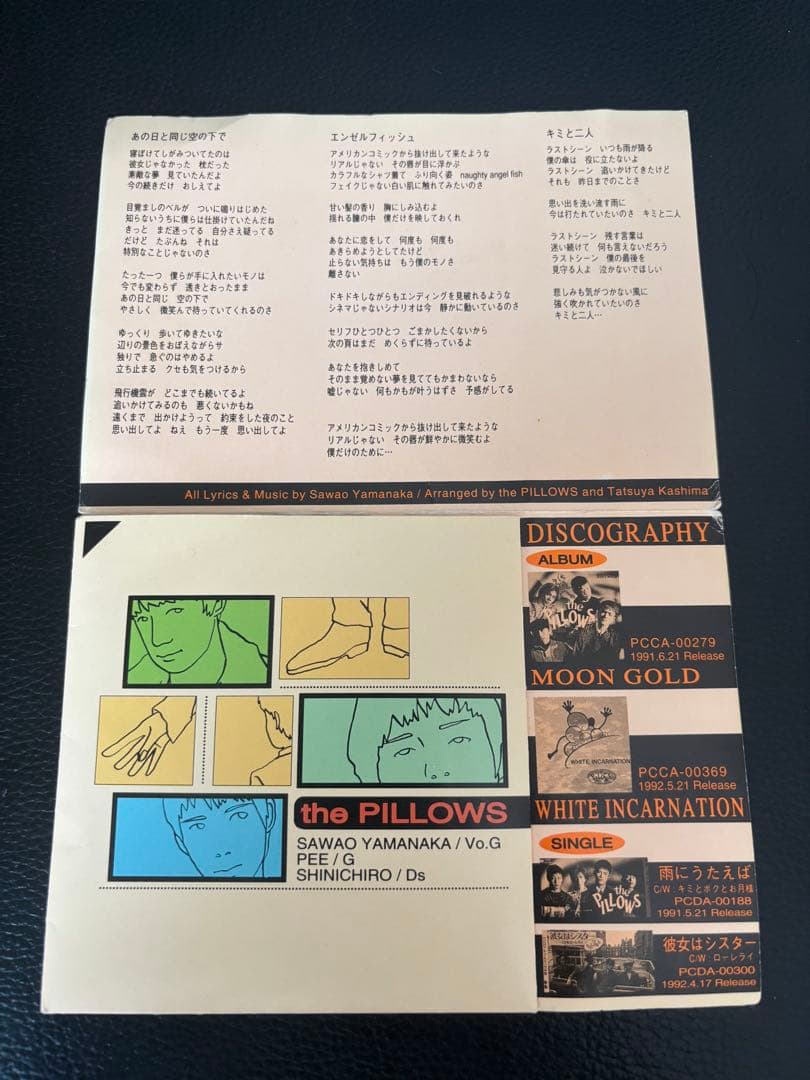 あの日と同じ空の下で
寝ぼけてしがみついてたのは
彼女じゃなかった 枕だった
素敵な夢 見ていたんだよ
今の続きだけ おしえてよ
目覚ましのベルが ついに鳴りはじめた
知らないうちに僕らは仕掛けていたんだね
きっと まだ迷ってる 自分さえ疑ってる
だけど たぶんね それは
特別なことじゃないのさ
たった一つ 僕らが手に入れたいモノは
今でも変わらず 透きとおったまま
あの日と同じ 空の下で
やさしく 微笑んで待っていてくれるのさ
ゆっくり 歩いてゆきたいな
辺りの景色をおぼえながらサ
独りで 急ぐのはやめるよ
立ち止まる クセも気をつけるから
飛行機雲が どこまでも続いてるよ
追いかけてみるのも 悪くないかもね
遠くまで 出かけようって 約束をした夜のこと
思い出してよ ねえ もう一度 思い出してよ
エンゼルフィッシュ
アメリカンコミックから抜け出して来たような
リアルじゃない その唇が目に浮かぶ
カラフルなシャツ着て ふり向く姿 naughty angel fish
フェイクじゃない白い肌に触れてみたいのさ
甘い髪の香り 胸にしみ込むよ
揺れる瞳の中 僕だけを映しておくれ
あなたに恋をして 何度も 何度も
あきらめようとしてたけど
止らない気持ちは もう僕のモノさ
離さない
ドキドキしながらもエンディングを見破れるような
シネマじゃないシナリオは今 静かに動いているのさ
セリフひとつひとつ ごまかしたくないから
次の頁はまだ めくらずに待っているよ
あなたを抱きしめて
そのまま覚めない夢を見ててもかまわないなら
嘘じゃない 何もかもが叶うはずさ 予感がしてる
アメリカンコミックから抜け出して来たような
リアルじゃない その唇が鮮やかに微笑むよ
僕だけのために…
キミと二人
ラストシーン いつも雨が降る
僕の傘は 役に立たないよ
ラストシーン 追いかけてきたけど
それも 昨日までのことさ
思い出を洗い流す雨に
今は打たれていたいのさ キミと二人
ラストシーン 残す言葉は
迷い続けて 何も言えないだろう
ラストシーン 僕の最後を
見守る人よ 泣かないでほしい
悲しみも気がつかない風に
強く吹かれていたいのさ
キミと二人…
All Lyrics & Music by Sawao Yamanaka / Arranged by the PILLOWS and Tatsuya Kashima
the PILLOWS
SAWAO YAMANAKA / Vo.G
PEE / G
SHINICHIRO / Ds
DISCOGRAPHY
ALBUM
the
PILLOWS
PCCA-00279
1991.6.21 Release
MOON GOLD
WHITE INCARNATION
PCCA-00369
1992.5.21 Release
WHITE INCARNATION
SINGLE
the
PILLOWS
雨にうたえば
C/W:キミとボクとお月様
PCDA-00188
1991.5.21 Release
彼女はシスター
C/W:ローレライ
PCDA-00300
1992.4.17 Release